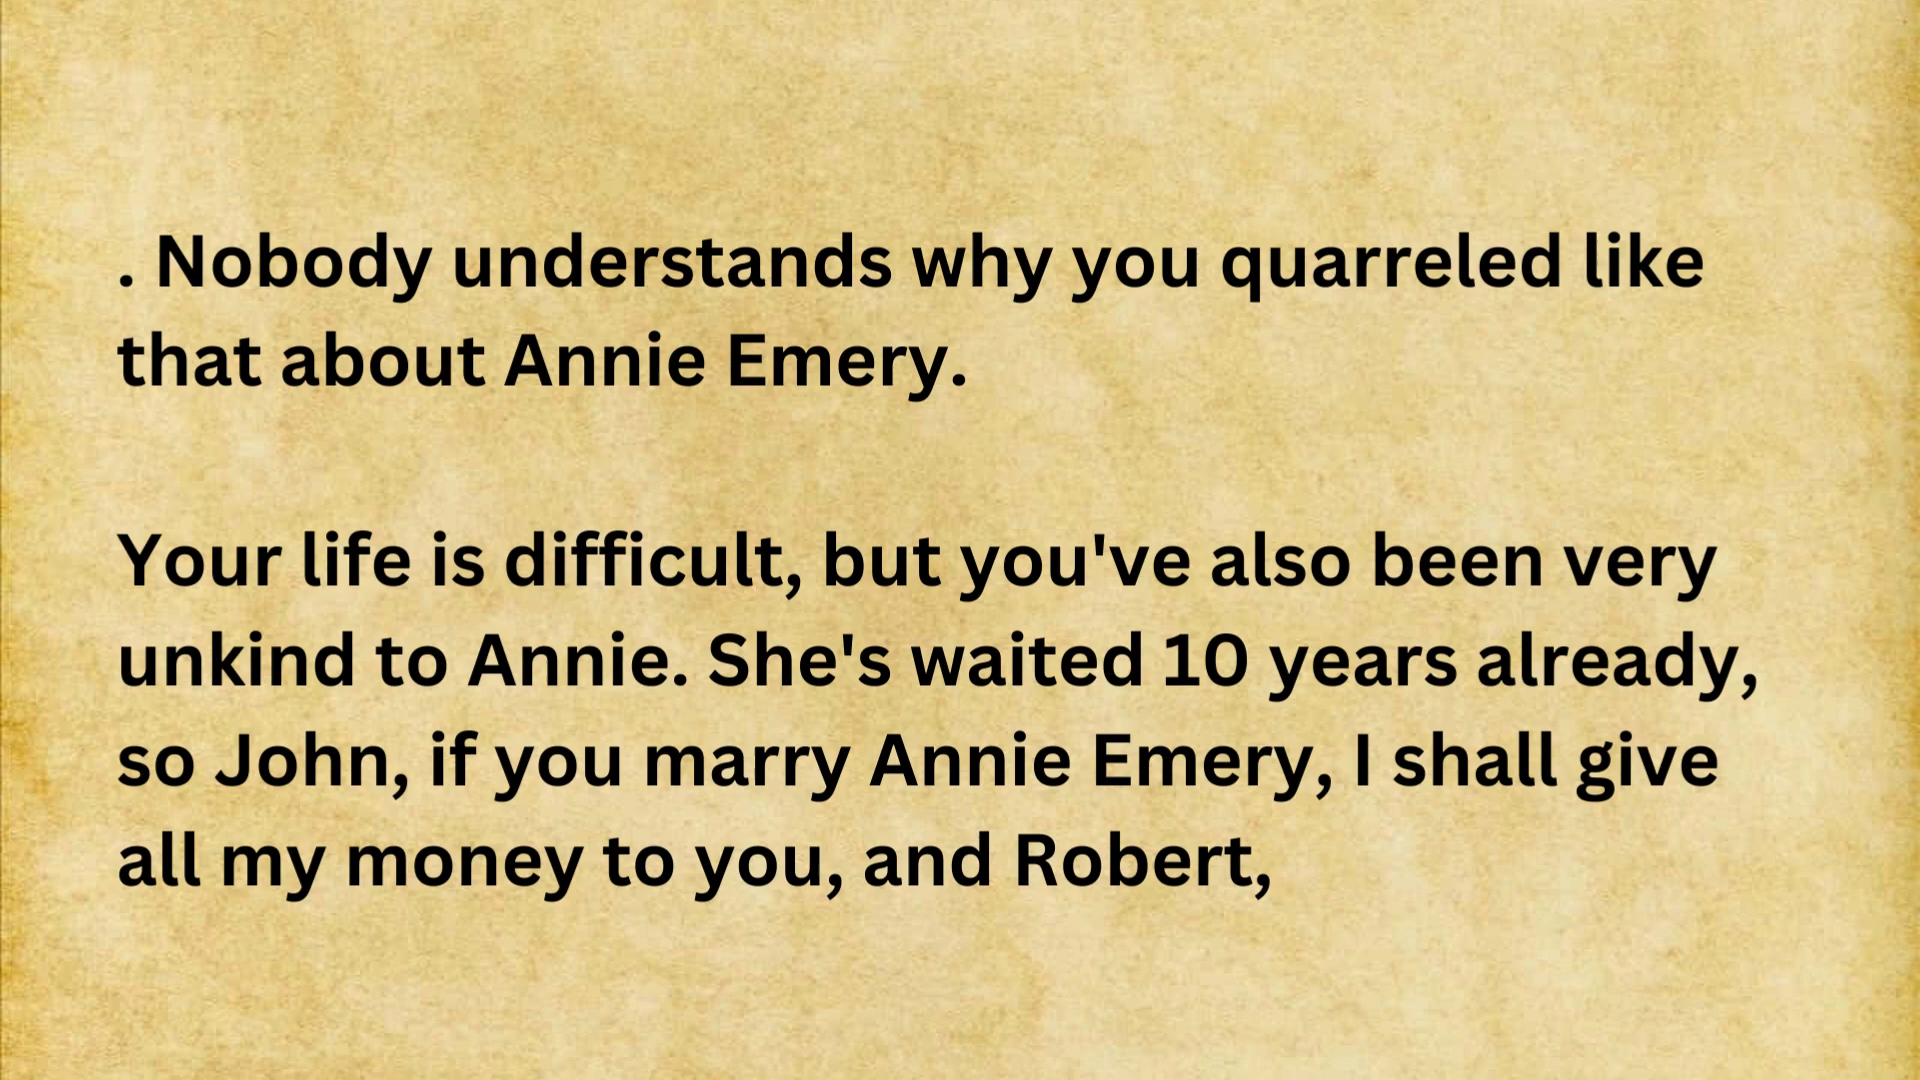 . Nobody understands why you quarreled like
that about Annie Emery.
Your life is difficult, but you've also been very
unkind to Annie. She's waited 10 years already,
so John, if you marry Annie Emery, I shall give
all my money to you, and Robert,